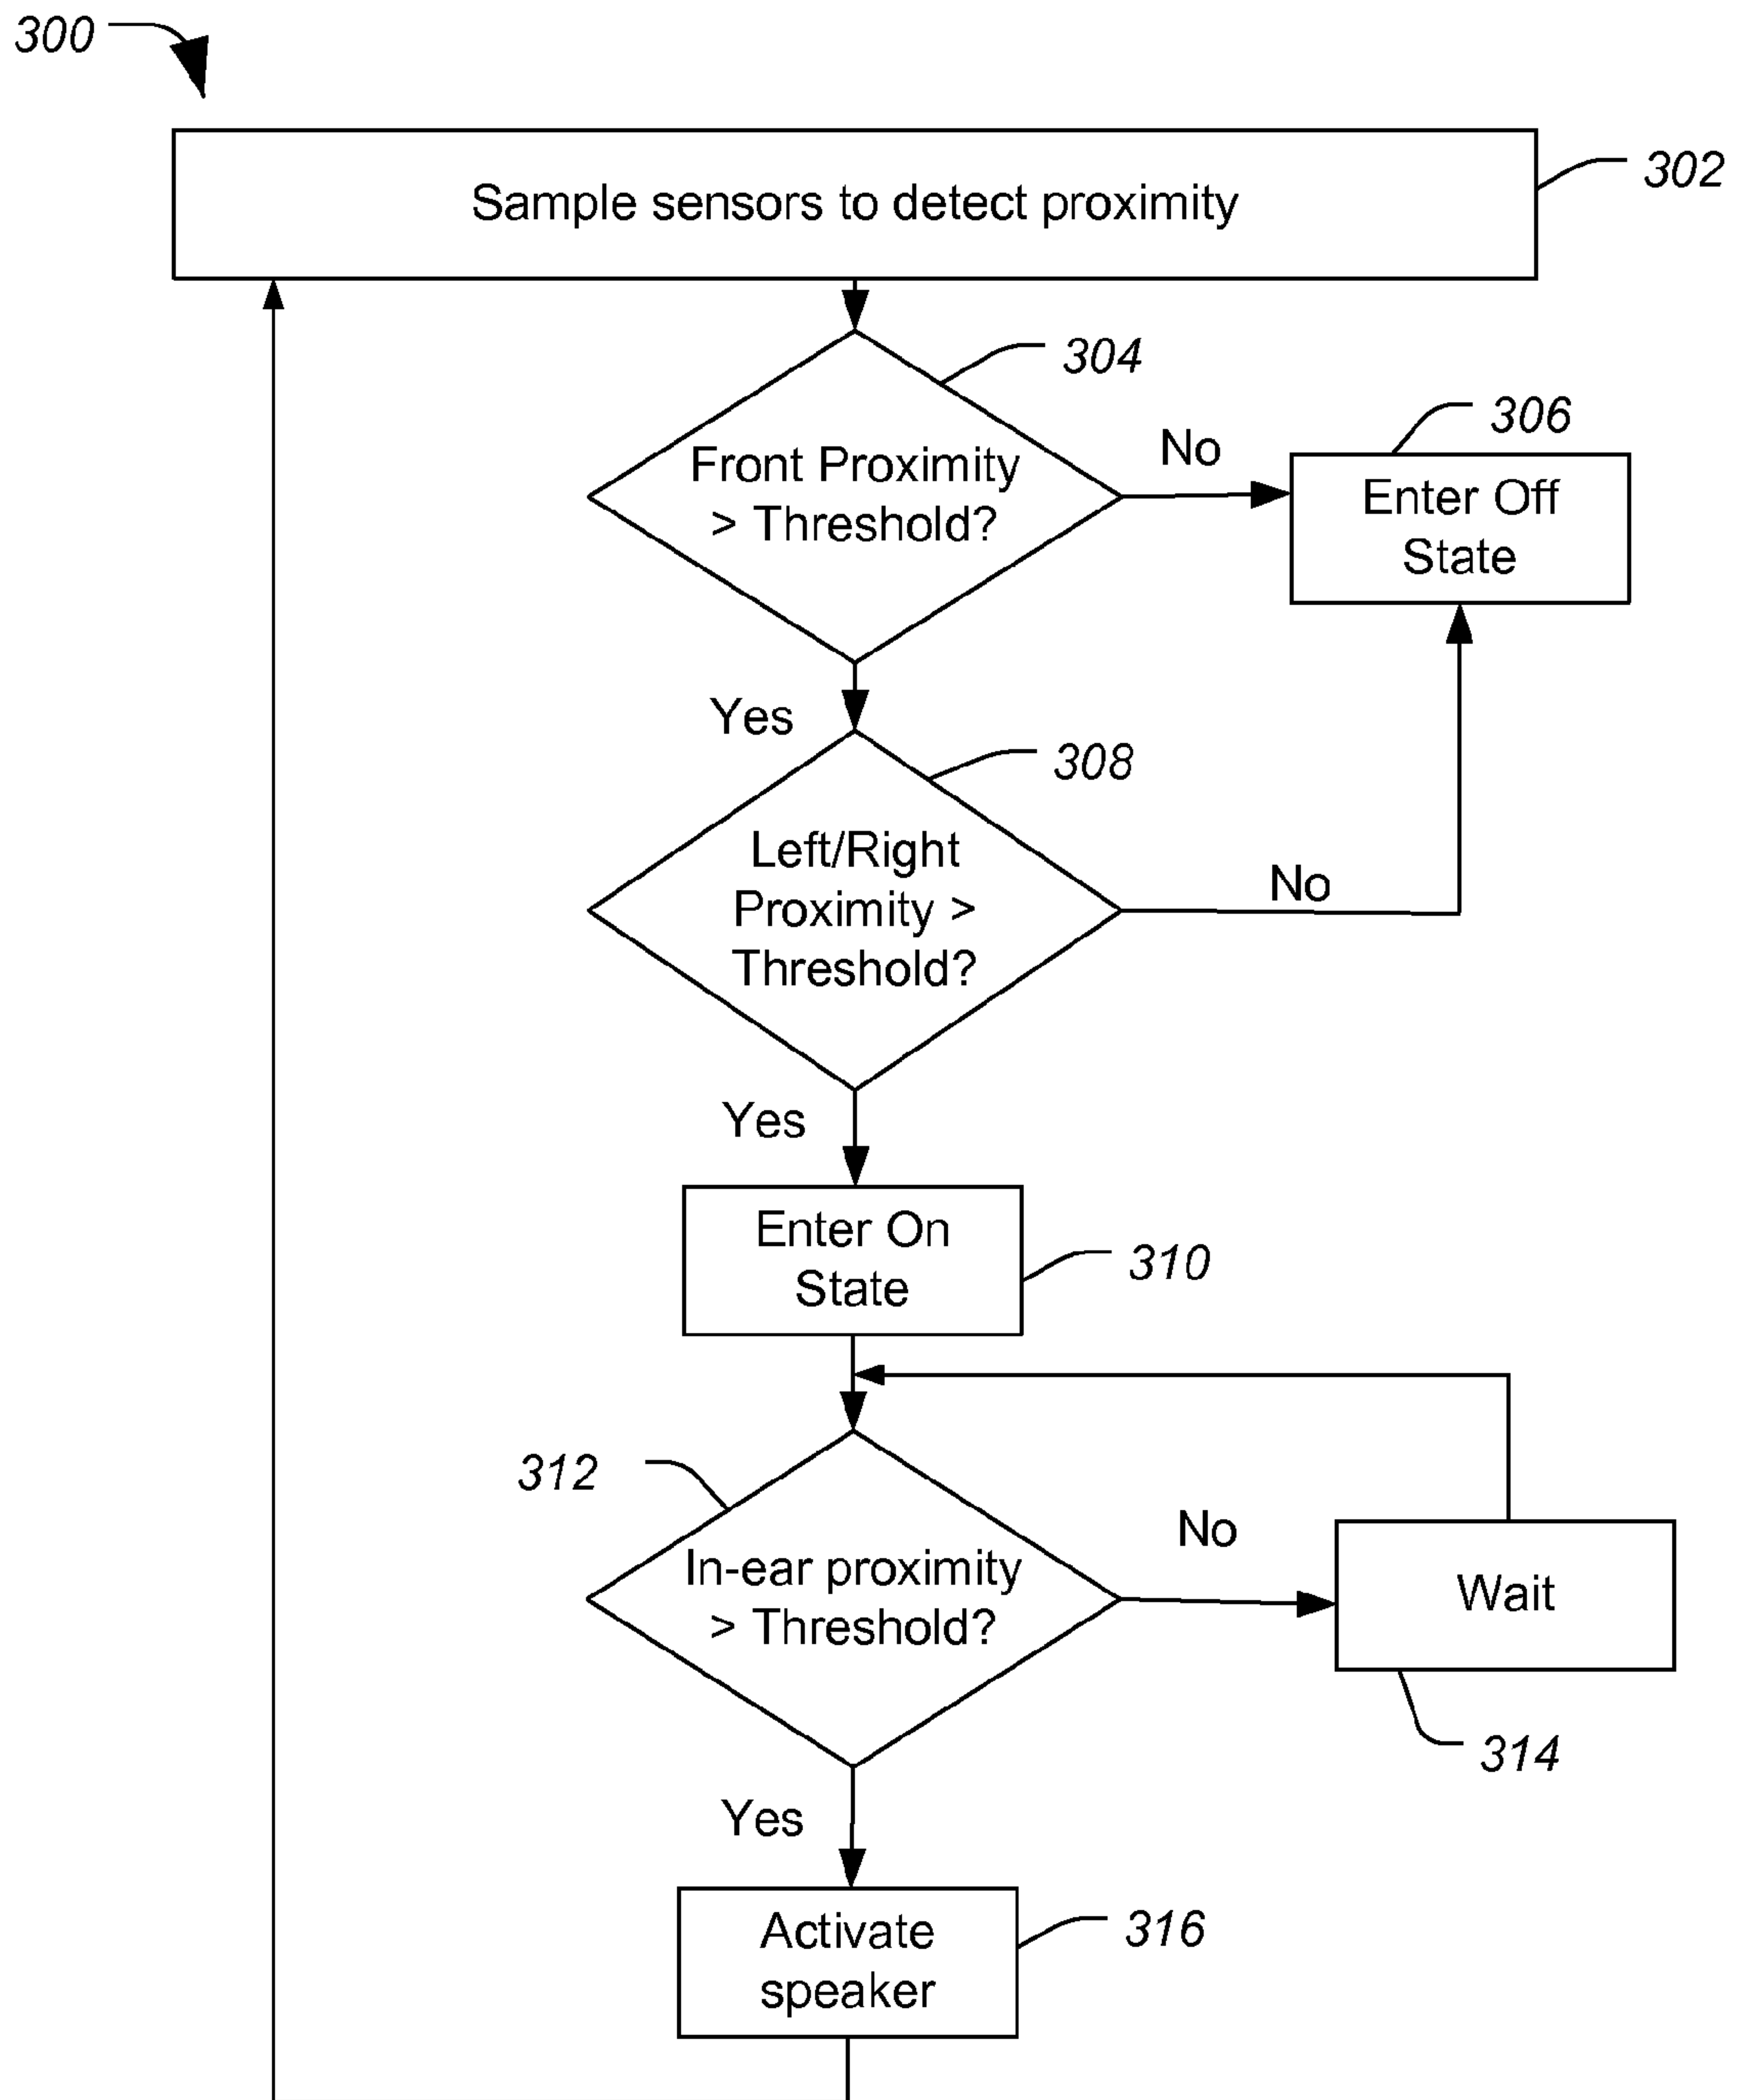 300
302
Sample sensors to detect proximity
304
Front Proximity
> Threshold?
No
306
Enter Off
State
Yes
308
Left/Right
Proximity >
Threshold?
No
Yes
Enter On
State
310
312
In-ear proximity
> Threshold?
No
Wait
314
Yes
Activate
speaker
316